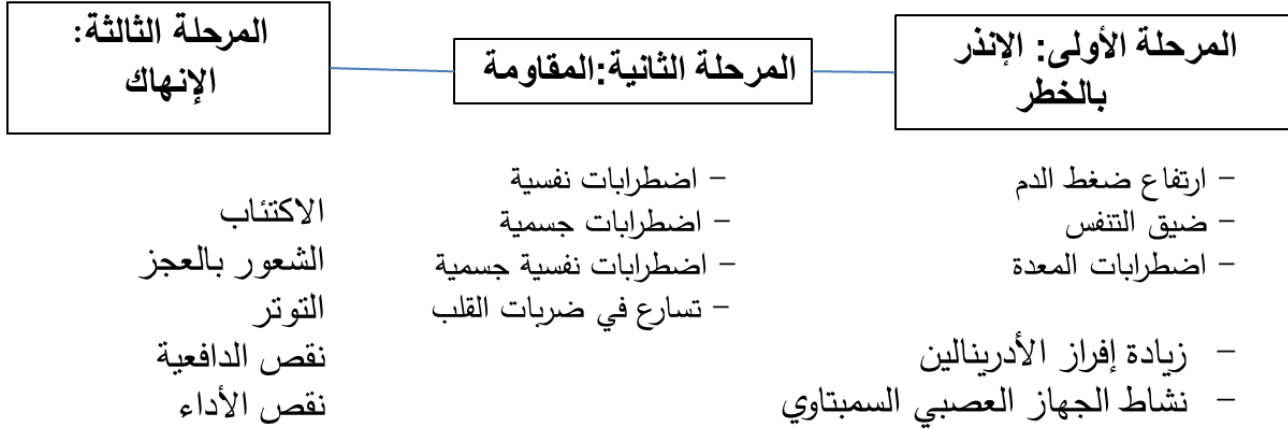 المرحلة الأولى: الإنذر
بالخطر
- ارتفاع ضغط الدم
- ضيق التنفس
- اضطرابات المعدة
- زيادة إفراز الأدرينالين
- نشاط الجهاز العصبي السمبتاوي
المرحلة الثانية:المقاومة
- اضطرابات نفسية
- اضطرابات جسمية
- اضطرابات نفسية جسمية
- تسارع في ضربات القلب
المرحلة الثالثة:
الإنهاك
الاكتئاب
الشعور بالعجز
التوتر
نقص الدافعية
نقص الأداء